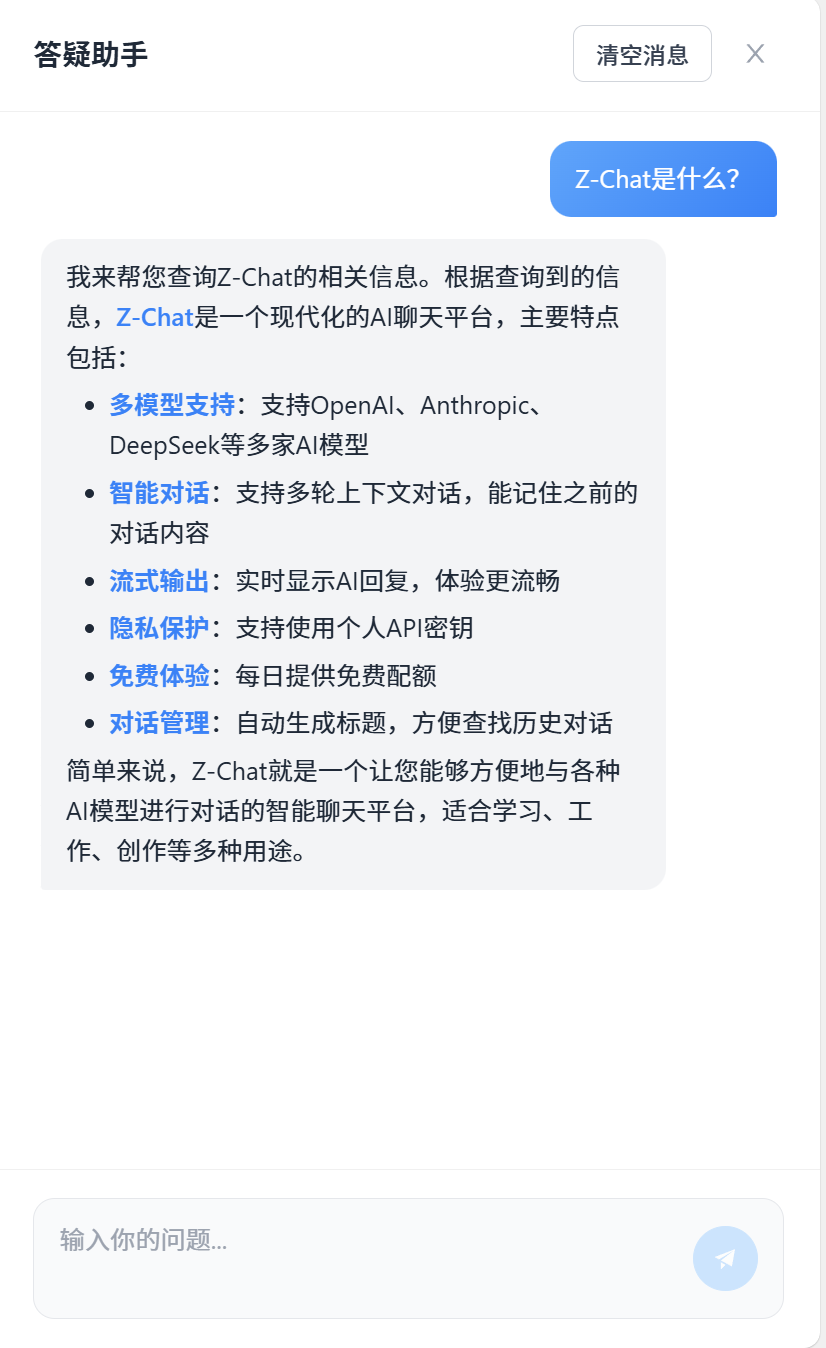 答疑助手
清空消息
Z-Chat是什么?
我来帮您查询Z-Chat的相关信息。根据查询到的信
息，Z-Chat是一个现代化的AI聊天平台，主要特点
包括：
• 多模型支持：支持OpenAI、Anthropic、
DeepSeek等多家AI模型
• 智能对话：支持多轮上下文对话，能记住之前的
对话内容
• 流式输出：实时显示AI回复，体验更流畅
• 隐私保护：支持使用个人API密钥
• 免费体验：每日提供免费配额
• 对话管理：自动生成标题，方便查找历史对话
简单来说，Z-Chat就是一个让您能够方便地与各种
AI模型进行对话的智能聊天平台，适合学习、工
作、创作等多种用途。
输入你的问题...